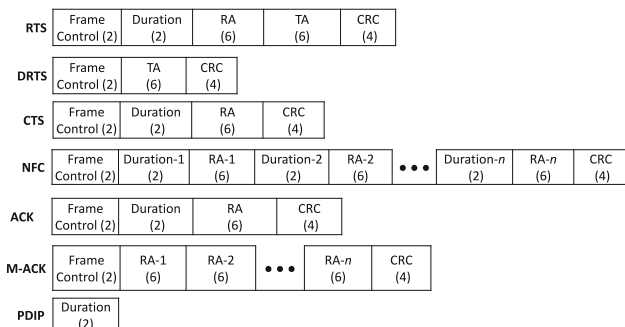 RTS Frame Control (2) Duration (2) RA (6) TA (6) CRC (4)
DRTS Frame Control (2) TA (6) CRC (4)
CTS Frame Control (2) Duration (2) RA (6) CRC (4)
NFC Frame Control (2) Duration-1 (2) RA-1 (6) Duration-2 (2) RA-2 (6) ••• Duration-n (2) RA-n (6) CRC (4)
ACK Frame Control (2) Duration (2) RA (6) CRC (4)
M-ACK Frame Control (2) RA-1 (6) RA-2 (6) ••• RA-n (6) CRC (4)
PDIP Duration (2)